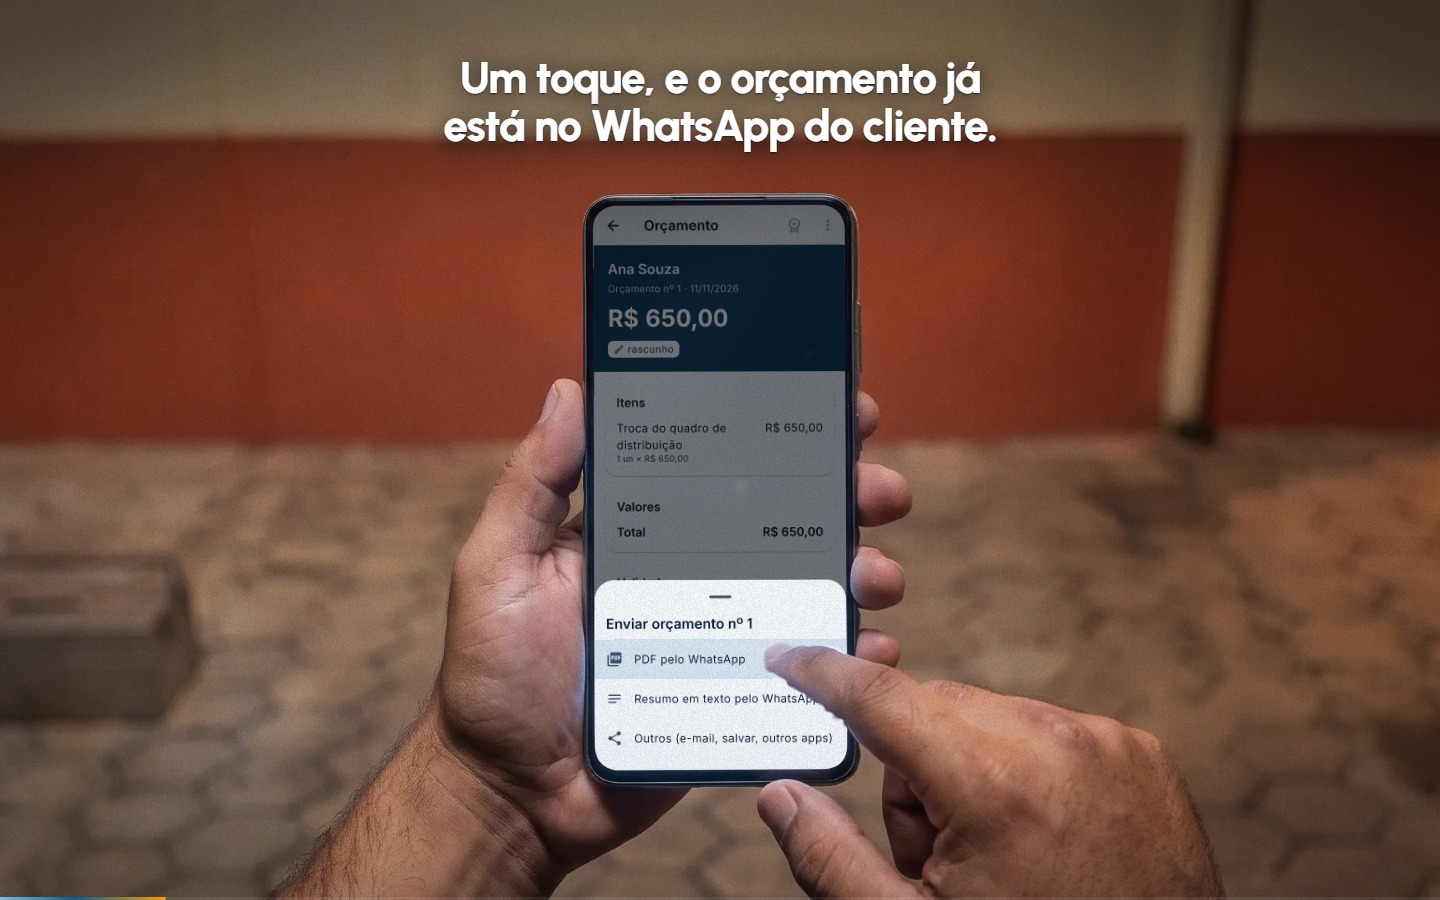 Um toque, e o orçamento já
está no WhatsApp do cliente.
Orçamento
Ana Souza
Orçamento nº 1 · 11/11/2026
R$ 650,00
rascunho
Itens
Troca do quadro de R$ 650,00
distribuição
1 un × R$ 650,00
Valores
Total R$ 650,00
Enviar orçamento nº 1
PDF
PDF pelo WhatsApp
Resumo em texto pelo WhatsApp
Outros (e-mail, salvar, outros apps)